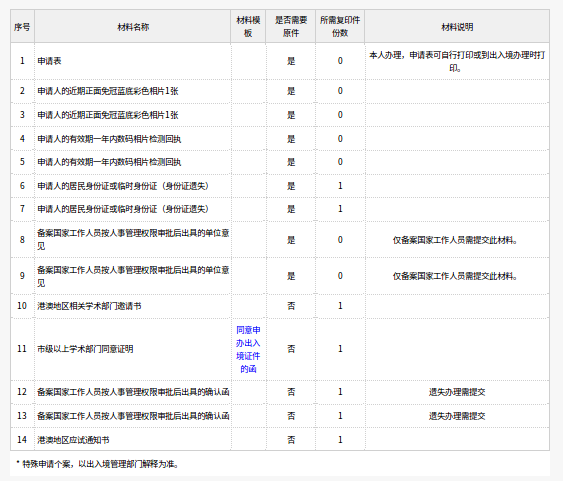 序号 材料名称 材料模板 是否需要原件 所需复印件份数 材料说明
1 申请表 是 0 本人办理，申请表可自行打印或到出入境办理时打印。
2 申请人的近期正面免冠蓝底彩色相片1张 是 0
3 申请人的近期正面免冠蓝底彩色相片1张 是 0
4 申请人的有效期一年内数码相片检测回执 是 0
5 申请人的有效期一年内数码相片检测回执 是 0
6 申请人的居民身份证或临时身份证（身份证遗失） 是 1
7 申请人的居民身份证或临时身份证（身份证遗失） 是 1
8 备案国家工作人员按人事管理权限审批后出具的单位意见 是 0 仅备案国家工作人员需提交此材料。
9 备案国家工作人员按人事管理权限审批后出具的单位意见 是 0 仅备案国家工作人员需提交此材料。
10 港澳地区相关学术部门邀请书 否 1
11 市级以上学术部门同意证明 同意申办出入境证件的函 否 1
12 备案国家工作人员按人事管理权限审批后出具的确认函 否 1 遗失办理需提交
13 备案国家工作人员按人事管理权限审批后出具的确认函 否 1 遗失办理需提交
14 港澳地区应试通知书 否 1
* 特殊申请个案，以出入境管理部门解释为准。